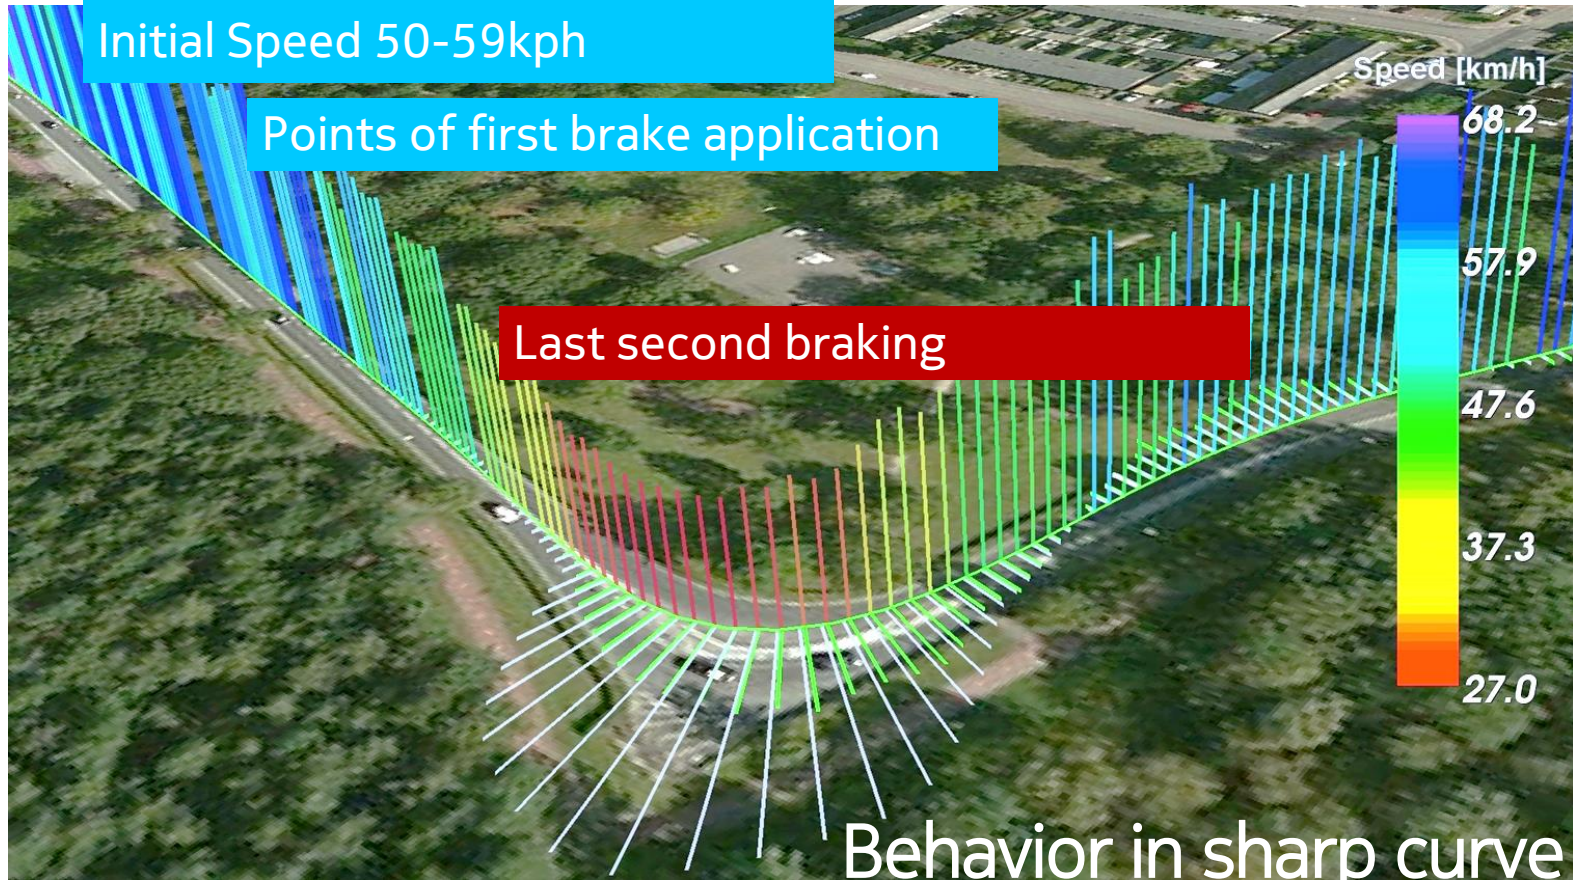 Initial Speed 50-59kph
Speed [km/h]
Points of first brake application
68.2
57.9
Last second braking
47.6
37.3
27.0
Behavior in sharp curve